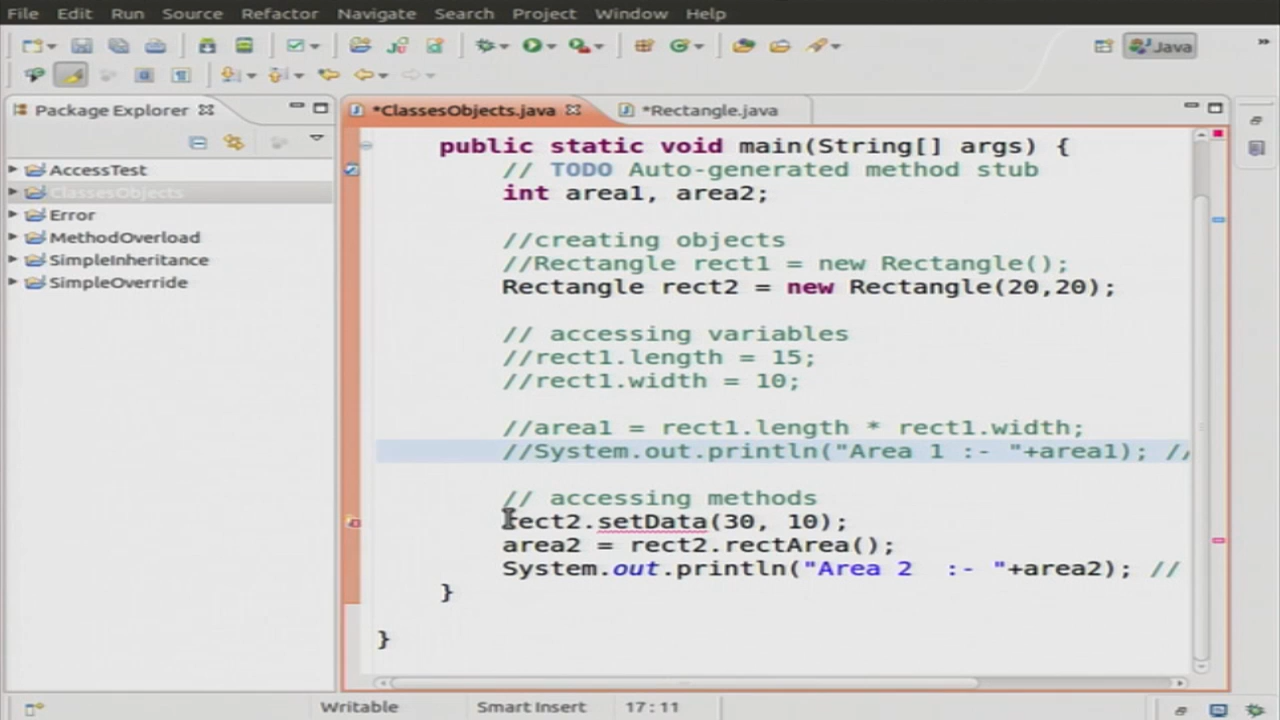 File Edit Run Source Refactor Navigate Search Project Window Help
Java
Package Explorer
*ClassesObjects.java
*Rectangle.java
AccessTest
ClassesObjects
Error
MethodOverload
SimpleInheritance
SimpleOverride
public static void main(String[] args) {
// TODO Auto-generated method stub
int area1, area2;
//creating objects
//Rectangle rect1 = new Rectangle();
Rectangle rect2 = new Rectangle(20,20);
// accessing variables
//rect1.length = 15;
//rect1.width = 10;
//area1 = rect1.length * rect1.width;
//System.out.println("Area 1 :- "+area1); //
// accessing methods
rect2.setData(30, 10);
area2 = rect2.rectArea();
System.out.println("Area 2  :- "+area2); //
}
}
Writable Smart Insert 17:11